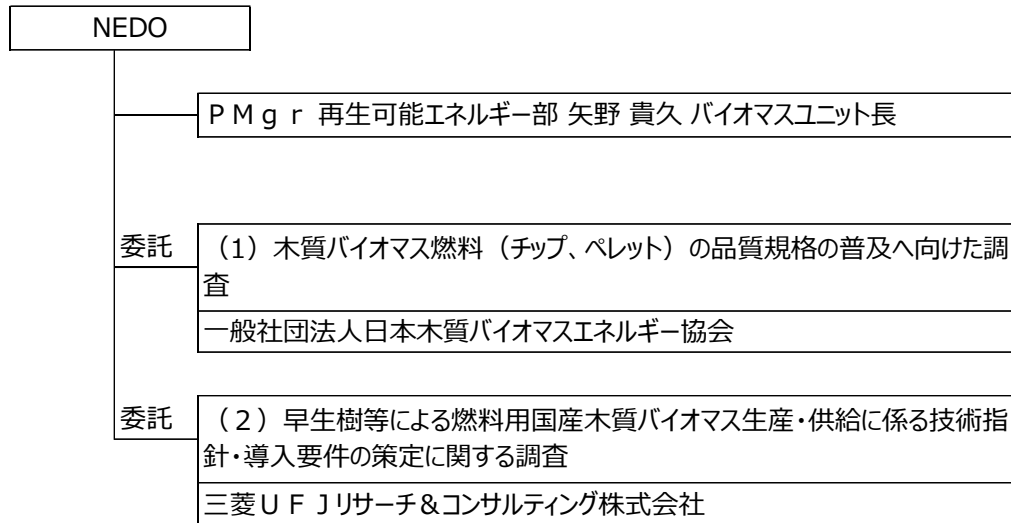 NEDO
ＰＭｇｒ 再生可能エネルギー部 矢野 貴久 バイオマスユニット長
委託
（1）木質バイオマス燃料（チップ、ペレット）の品質規格の普及へ向けた調
査
一般社団法人日本木質バイオマスエネルギー協会
委託
（２）早生樹等による燃料用国産木質バイオマス生産・供給に係る技術指
針・導入要件の策定に関する調査
三菱ＵＦＪリサーチ＆コンサルティング株式会社